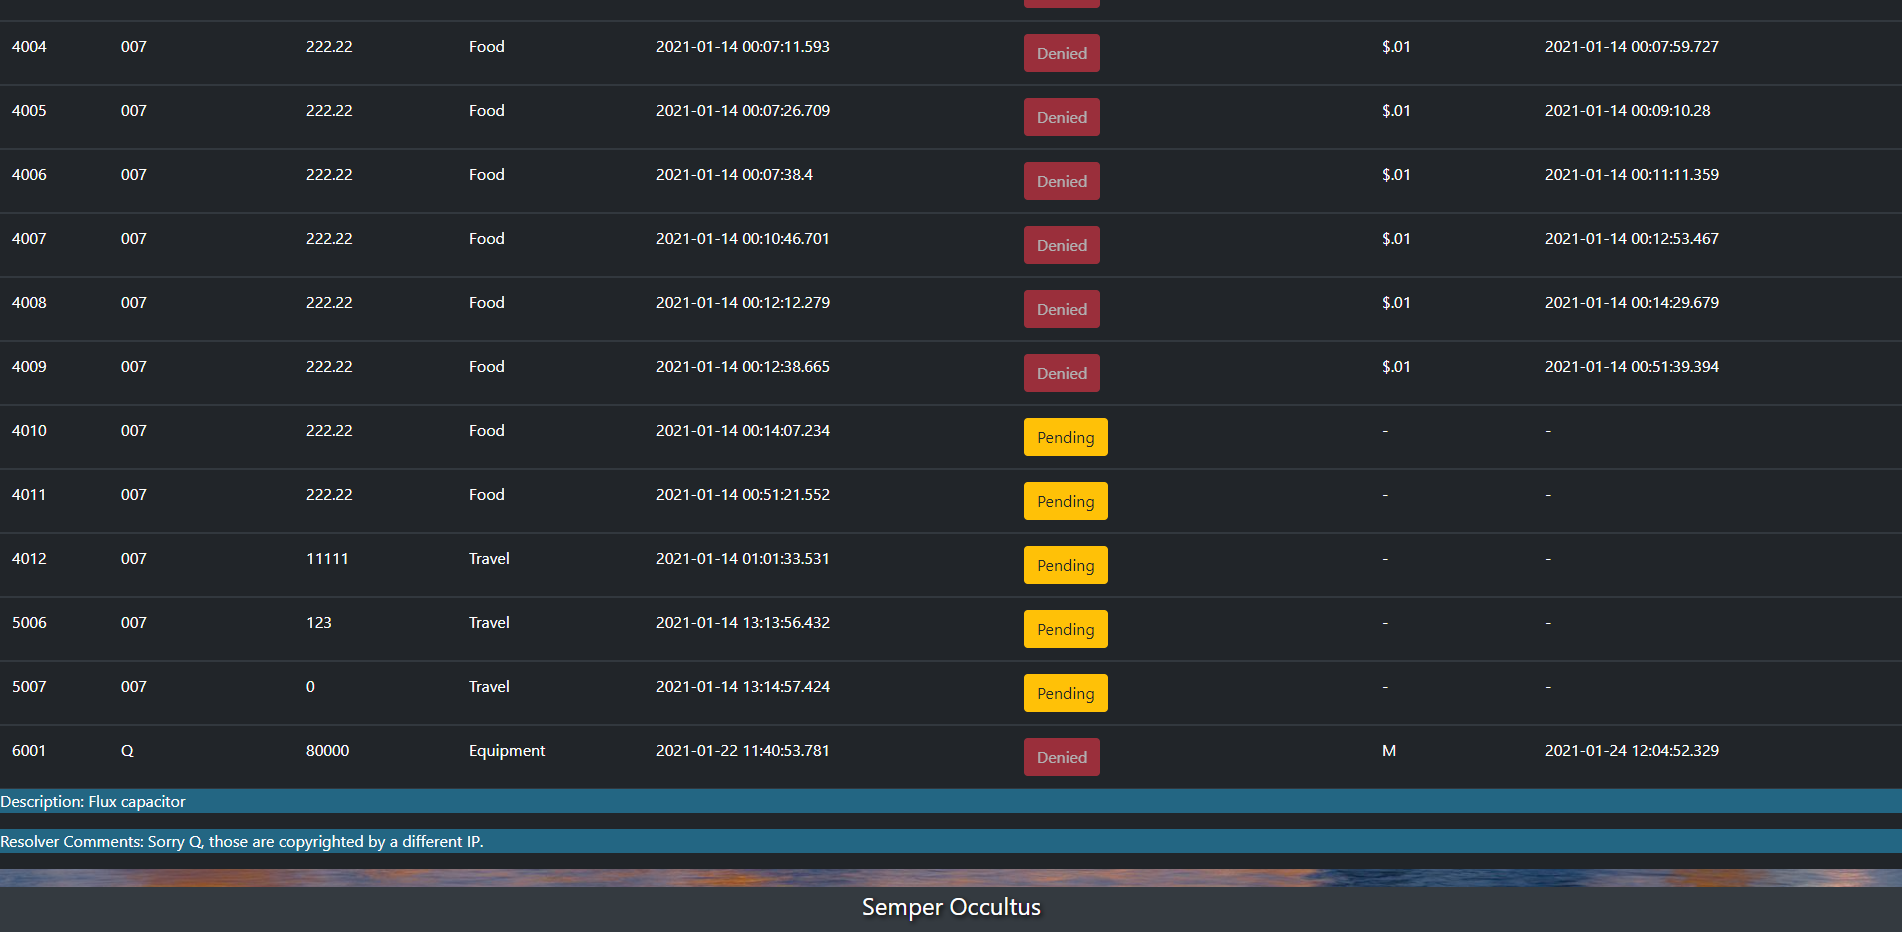 4004 007 222.22 Food 2021-01-14 00:07:11.593 Denied $.01 2021-01-14 00:07:59.727
4005 007 222.22 Food 2021-01-14 00:07:26.709 Denied $.01 2021-01-14 00:09:10.28
4006 007 222.22 Food 2021-01-14 00:07:38.4 Denied $.01 2021-01-14 00:11:11.359
4007 007 222.22 Food 2021-01-14 00:10:46.701 Denied $.01 2021-01-14 00:12:53.467
4008 007 222.22 Food 2021-01-14 00:12:12.279 Denied $.01 2021-01-14 00:14:29.679
4009 007 222.22 Food 2021-01-14 00:12:38.665 Denied $.01 2021-01-14 00:51:39.394
4010 007 222.22 Food 2021-01-14 00:14:07.234 Pending - -
4011 007 222.22 Food 2021-01-14 00:51:21.552 Pending - -
4012 007 11111 Travel 2021-01-14 01:01:33.531 Pending - -
5006 007 123 Travel 2021-01-14 13:13:56.432 Pending - -
5007 007 0 Travel 2021-01-14 13:14:57.424 Pending - -
6001 Q 80000 Equipment 2021-01-22 11:40:53.781 Denied M 2021-01-24 12:04:52.329
Description: Flux capacitor
Resolver Comments: Sorry Q, those are copyrighted by a different IP.
Semper Occultus